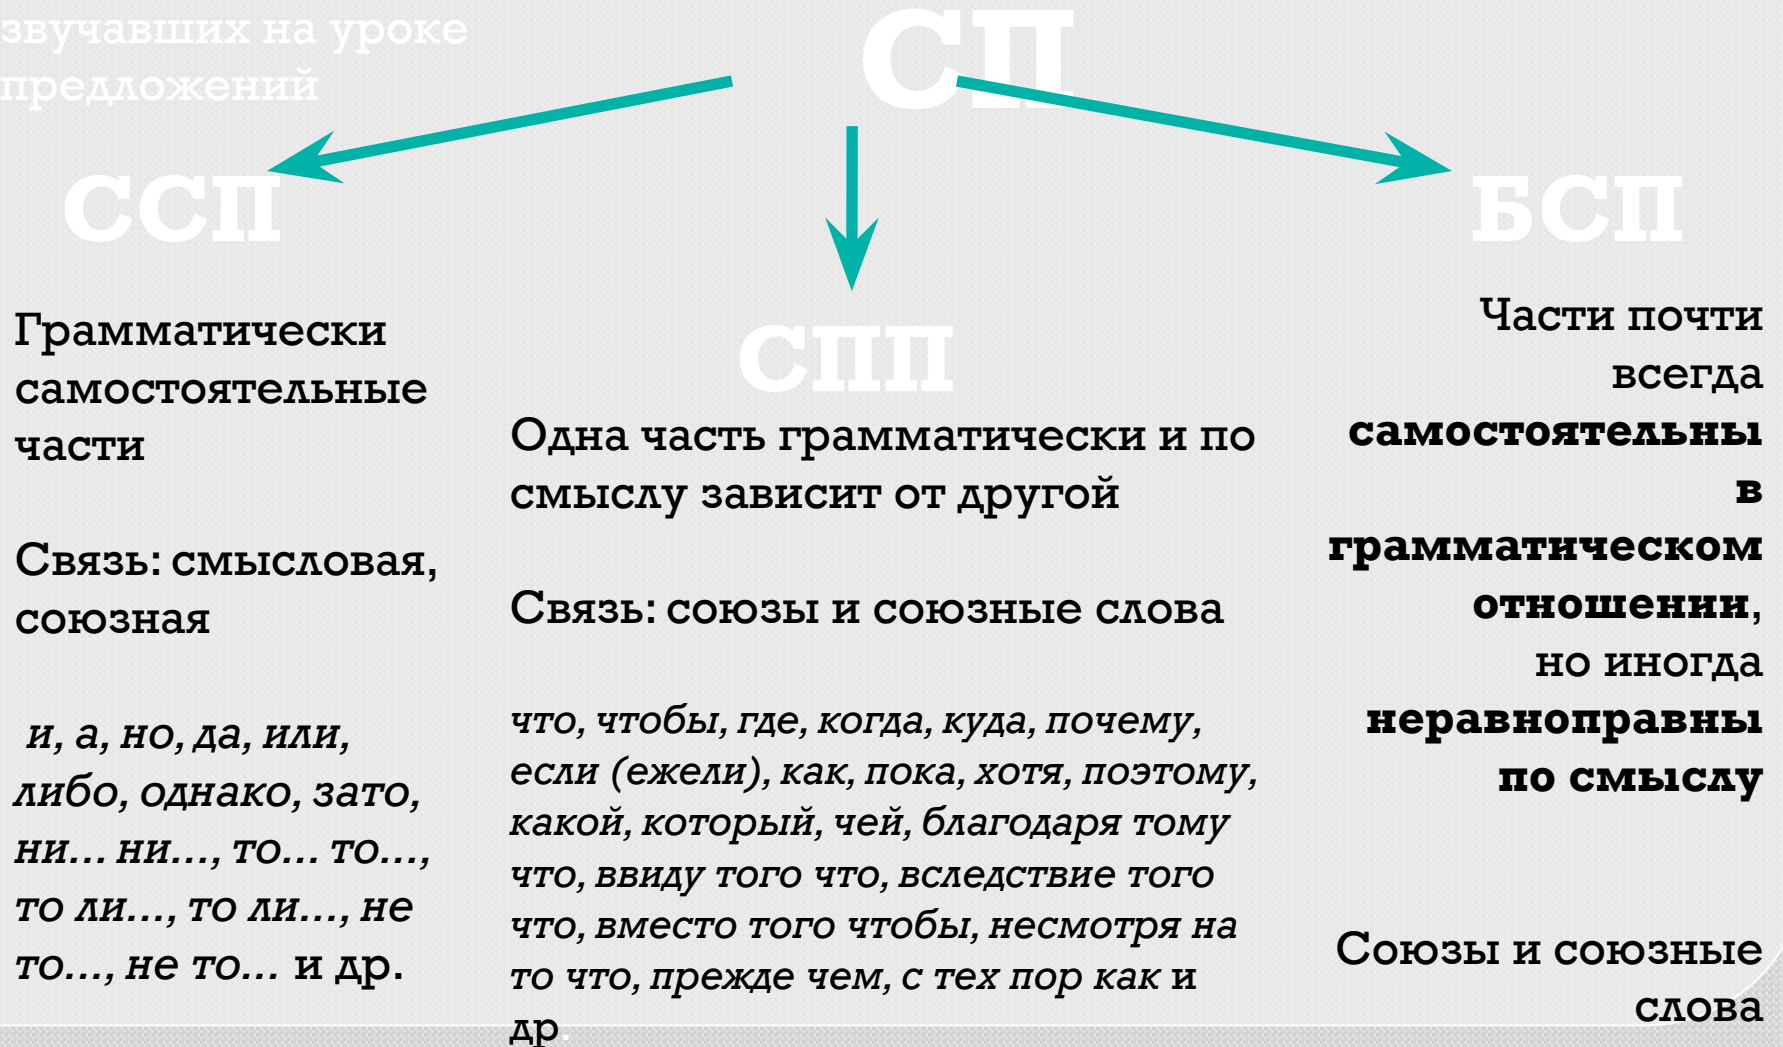 звучавших на уроке
предложений
СП
ССП
Грамматически
самостоятельные
части
Связь: смысловая,
союзная
и, а, но, да, или,
либо, однако, зато,
ни... ни..., то... то...,
то ли..., то ли..., не
то..., не то... и др.
СПП
Одна часть грамматически и по
смыслу зависит от другой
Связь: союзы и союзные слова
что, чтобы, где, когда, куда, почему,
если (ежели), как, пока, хотя, поэтому,
какой, который, чей, благодаря тому
что, ввиду того что, вследствие того
что, вместо того чтобы, несмотря на
то что, прежде чем, с тех пор как и
др.
БСП
Части почти
всегда
самостоятельны
в
грамматическом
отношении,
но иногда
неравноправны
по смыслу
Союзы и союзные
слова